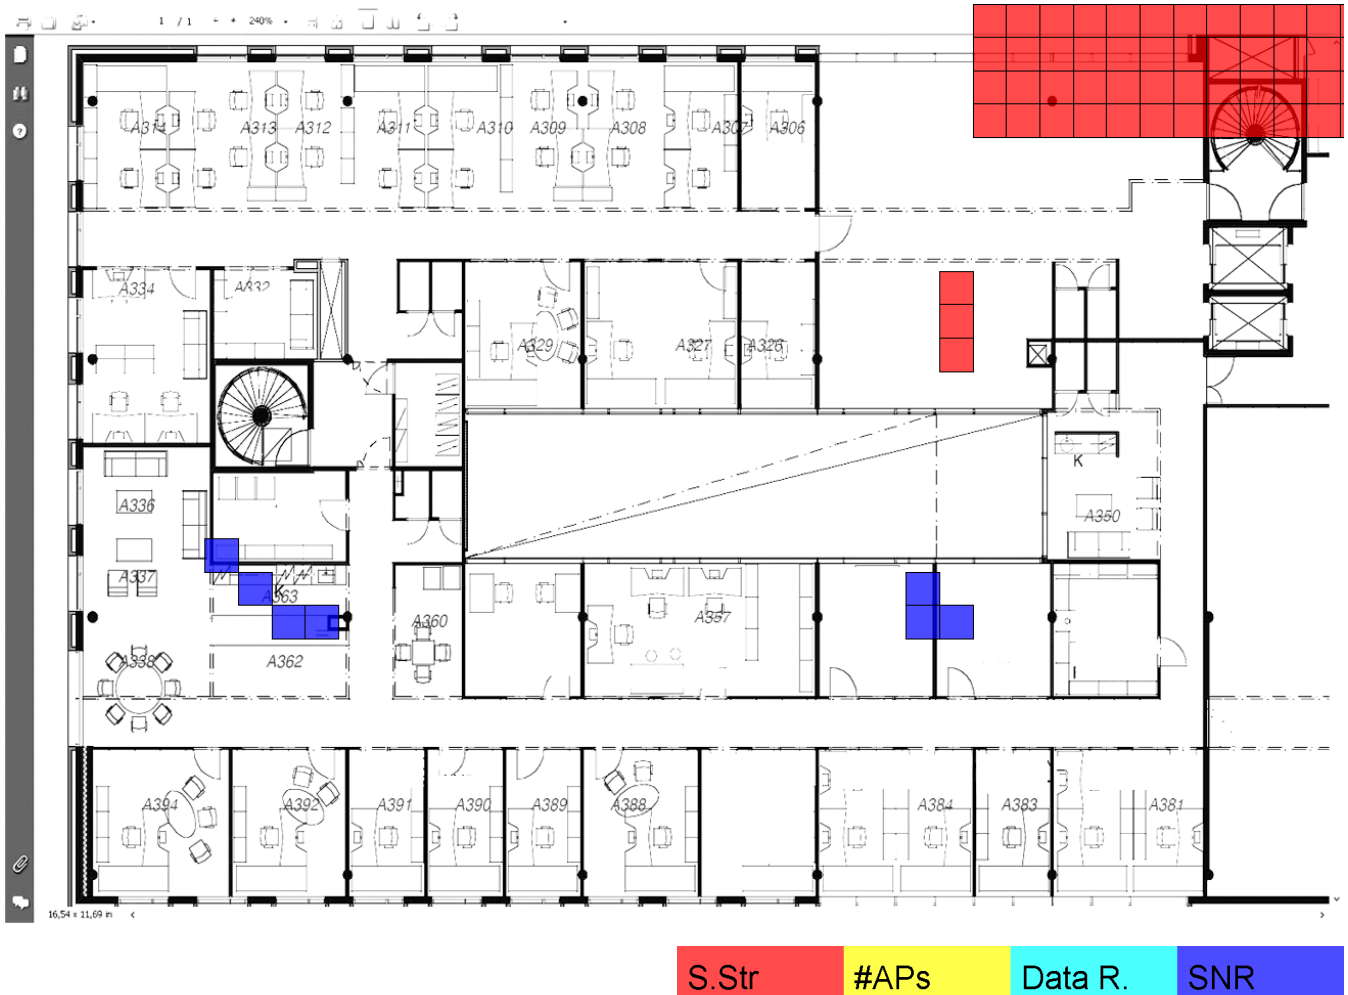 1 / 1 240%
A314 A313 A312 A311 A310 A309 A308 A307 A306
A334 A332
A329 A327 A326
K
A336
A350
A337
K
A363
A360 A357
A338 A362
A394 A392 A391 A390 A389 A388 A384 A383 A381
16,54 x 11,69 in
S.Str #APs Data R. SNR